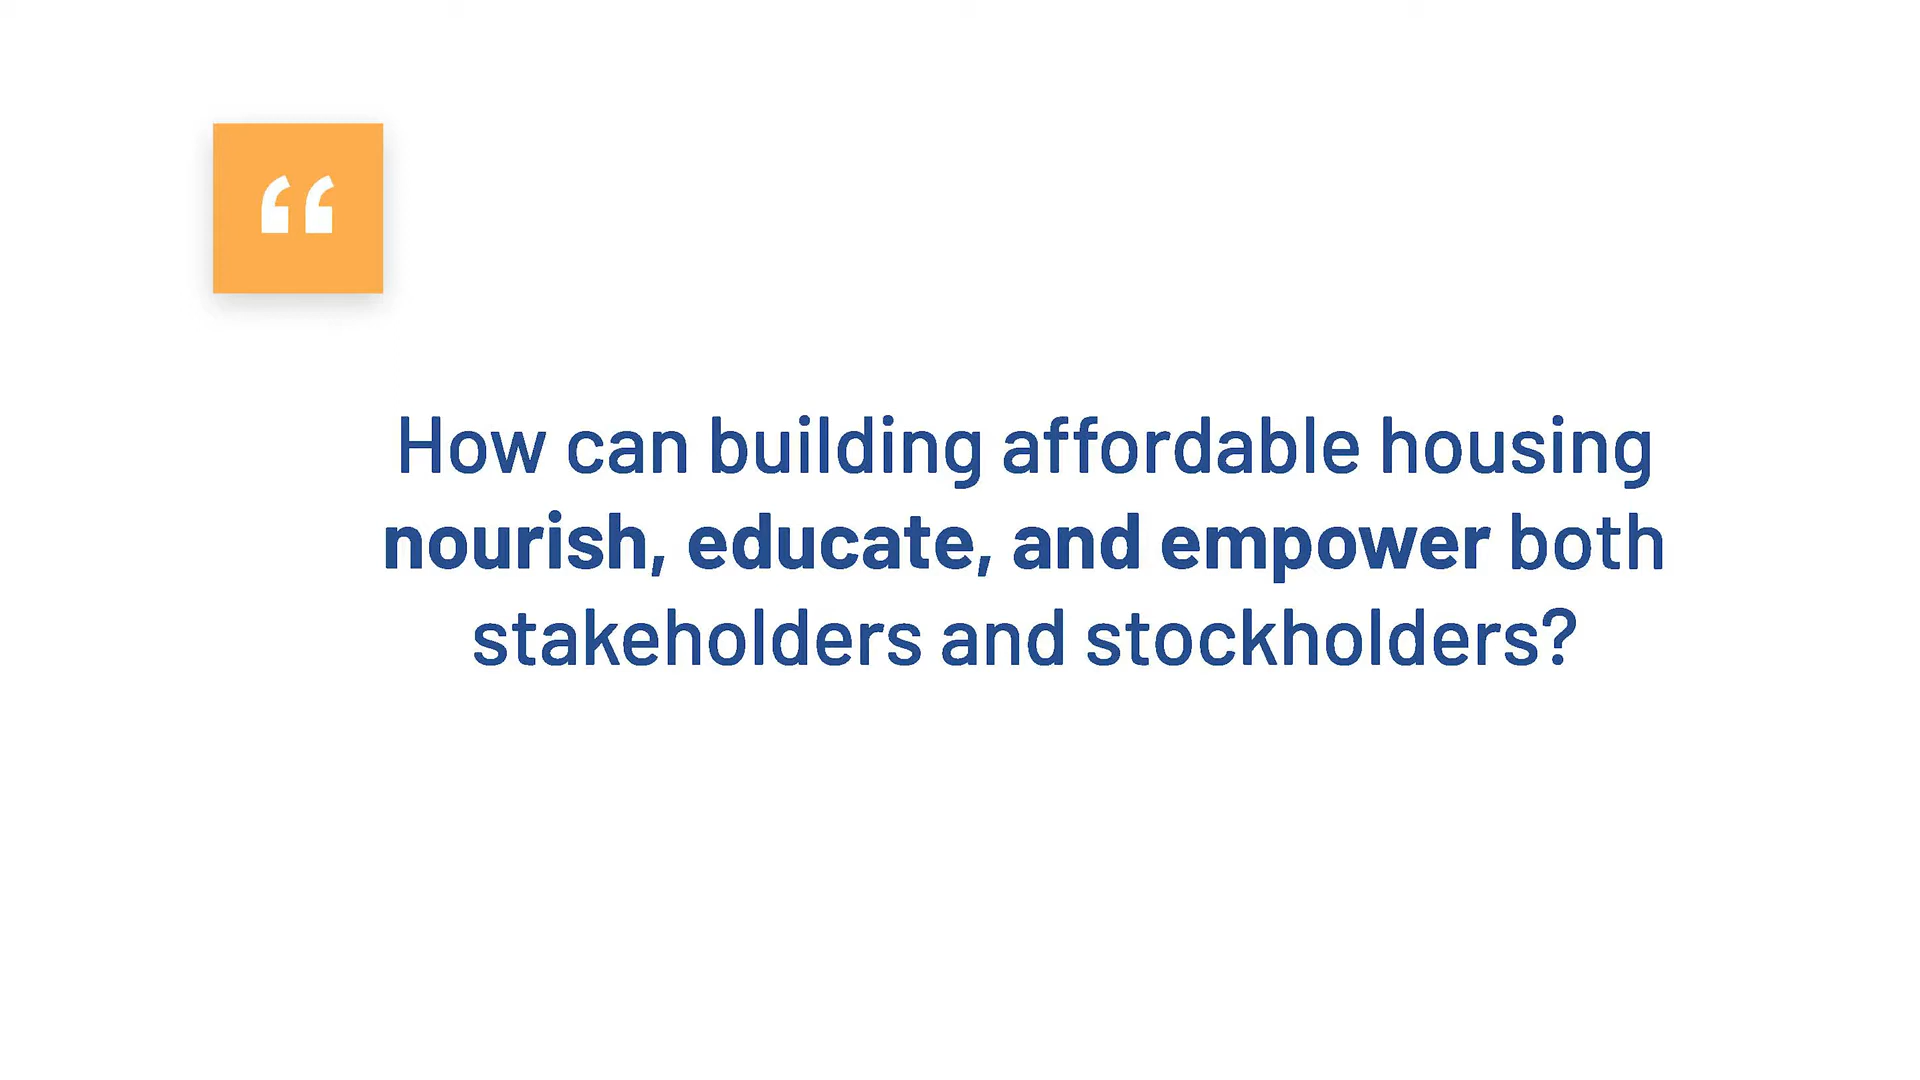 “
How can building affordable housing
nourish, educate, and empower both
stakeholders and stockholders?